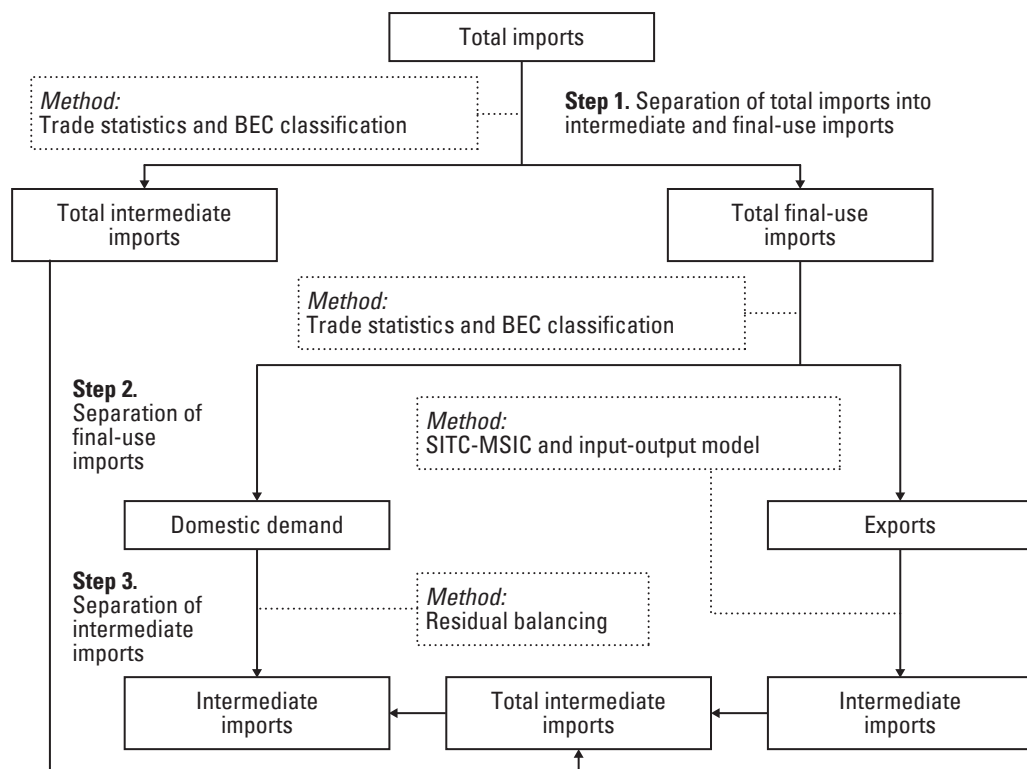 Total imports
Method:
Trade statistics and BEC classification
Step 1. Separation of total imports into
intermediate and final-use imports
Total intermediate
imports
Total final-use
imports
Method:
Trade statistics and BEC classification
Step 2.
Separation of
final-use
imports
Method:
SITC-MSIC and input-output model
Domestic demand
Exports
Step 3.
Separation of
intermediate
imports
Method:
Residual balancing
Intermediate
imports
Total intermediate
imports
Intermediate
imports